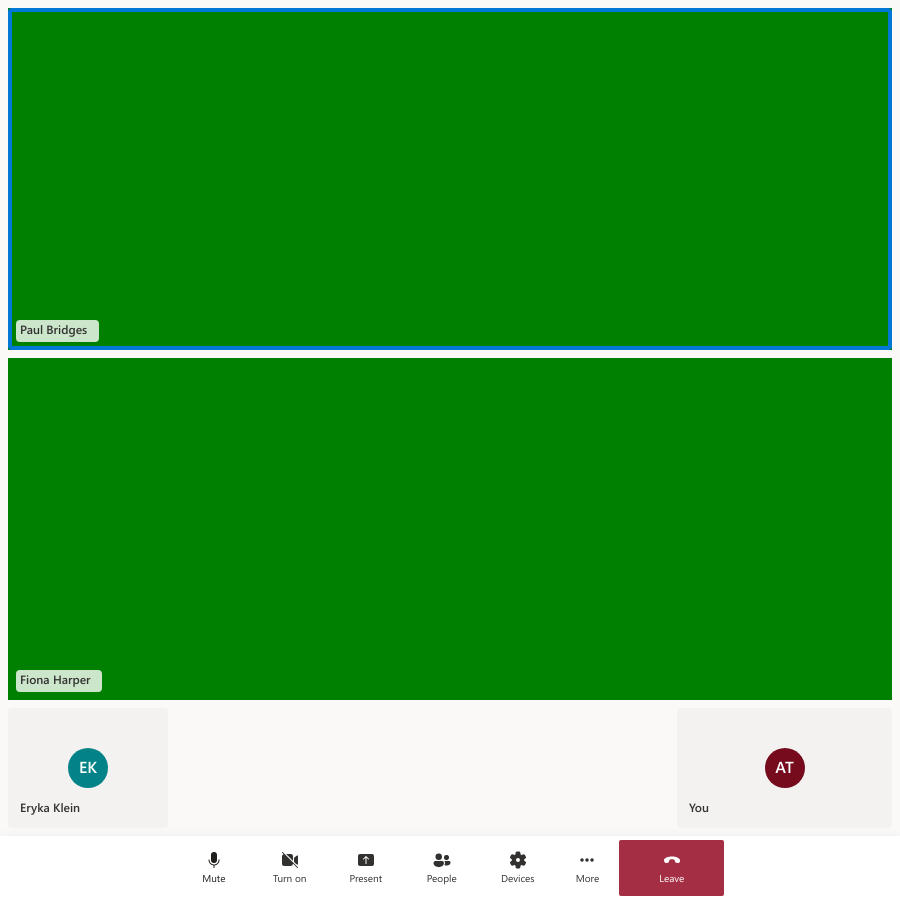 Paul Bridges
Fiona Harper
EK
Eryka Klein
AT
You
Mute
Turn on
Present
People
Devices
More
Leave